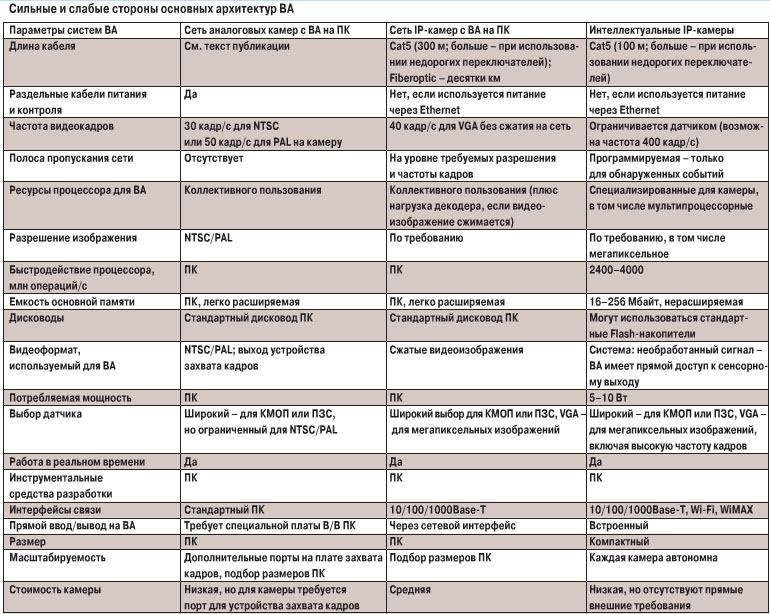 Сильные и слабые стороны основных архитектур ВА
Параметры систем ВА
Сеть аналоговых камер с ВА на ПК
Сеть IP-камер с ВА на ПК
Интеллектуальные IP-камеры
Длина кабеля
См. текст публикации
Cat5 (300 м; больше – при использова-
нии недорогих переключателей);
Fiberoptic – десятки км
Cat5 (100 м; больше – при исполь-
зовании недорогих переключате-
лей)
Раздельные кабели питания
и контроля
Да
Нет, если используется питание
через Ethernet
Нет, если используется питание
через Ethernet
Частота видеокадров
30 кадр/с для NTSC
или 50 кадр/с для PAL на камеру
40 кадр/с для VGA без сжатия на сеть
Ограничивается датчиком (возмож-
на частота 400 кадр/с)
Полоса пропускания сети
Отсутствует
На уровне требуемых разрешения
и частоты кадров
Программируемая – только
для обнаруженных событий
Ресурсы процессора для ВА
Коллективного пользования
Коллективного пользования (плюс
нагрузка декодера, если видео-
изображение сжимается)
Специализированные для камеры,
в том числе мультипроцессорные
Разрешение изображения
NTSC/PAL
По требованию
По требованию, в том числе
мегапиксельное
Быстродействие процессора,
млн операций/с
ПК
ПК
2400–4000
Емкость основной памяти
ПК, легко расширяемая
ПК, легко расширяемая
16–256 Мбайт, нерасширяемая
Дисководы
Стандартный дисковод ПК
Стандартный дисковод ПК
Могут использоваться стандарт-
ные Flash-накопители
Видеоформат,
используемый для ВА
NTSC/PAL; выход устройства
захвата кадров
Сжатые видеоизображения
Система: необработанный сигнал –
ВА имеет прямой доступ к сенсорно-
му выходу
Потребляемая мощность
ПК
ПК
5–10 Вт
Выбор датчика
Широкий – для КМОП или ПЗС,
но ограниченный для NTSC/PAL
Широкий выбор для КМОП или ПЗС, VGA –
для мегапиксельных изображений
Широкий – для КМОП или ПЗС, VGA –
для мегапиксельных изображений,
включая высокую частоту кадров
Работа в реальном времени
Да
Да
Да
Инструментальные
средства разработки
ПК
ПК
ПК
Интерфейсы связи
Стандартный ПК
10/100/1000Base-T
10/100/1000Base-T, Wi-Fi, WiMAX
Прямой ввод/вывод на ВА
Требует специальной платы В/В ПК
Через сетевой интерфейс
Встроенный
Размер
ПК
ПК
Компактный
Масштабируемость
Дополнительные порты на плате захвата
кадров, подбор размеров ПК
Подбор размеров ПК
Каждая камера автономна
Стоимость камеры
Низкая, но для камеры требуется
порт для устройства захвата кадров
Средняя
Низкая, но отсутствуют прямые
внешние требования